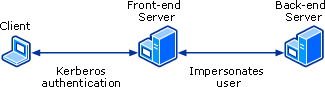 Client
Front-end
Server
Back-end
Server
Kerberos
authentication
Impersonates
user